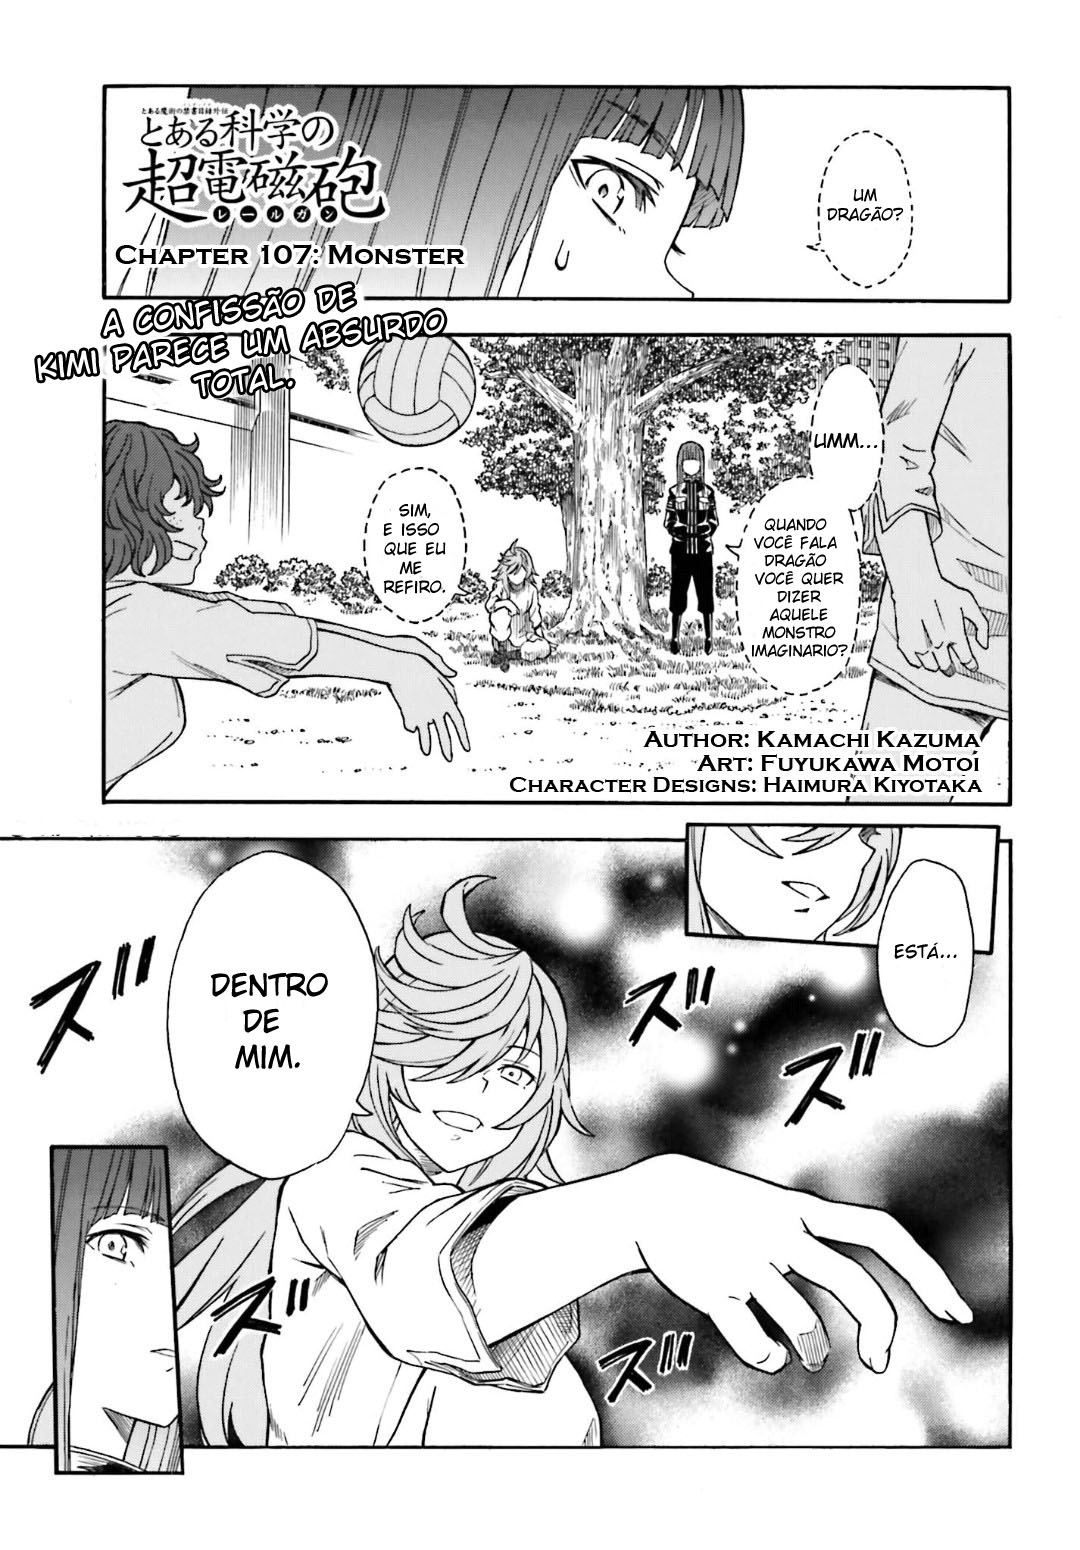 とある魔術の禁書目録外伝
とある科学の
超電磁砲
レールガン
CHAPTER 107: MONSTER
UM
DRAGÃO?
A CONFISSÃO DE
KIMI PARECE UM ABSURDO
TOTAL.
UMM...
QUANDO
VOCÊ FALA
DRAGÃO
VOCÊ QUER
DIZER
AQUELE
MONSTRO
IMAGINARIO?
SIM,
E ISSO
QUE EU
REFIRO.
AUTHOR: KAMACHI KAZUMA
ART: FUYUKAWA MOTOI
CHARACTER DESIGNS: HAIMURA KIYOTAKA
ESTÁ...
DENTRO
DE
MIM.
ズズ
ズ
ズ
ズ
ズ